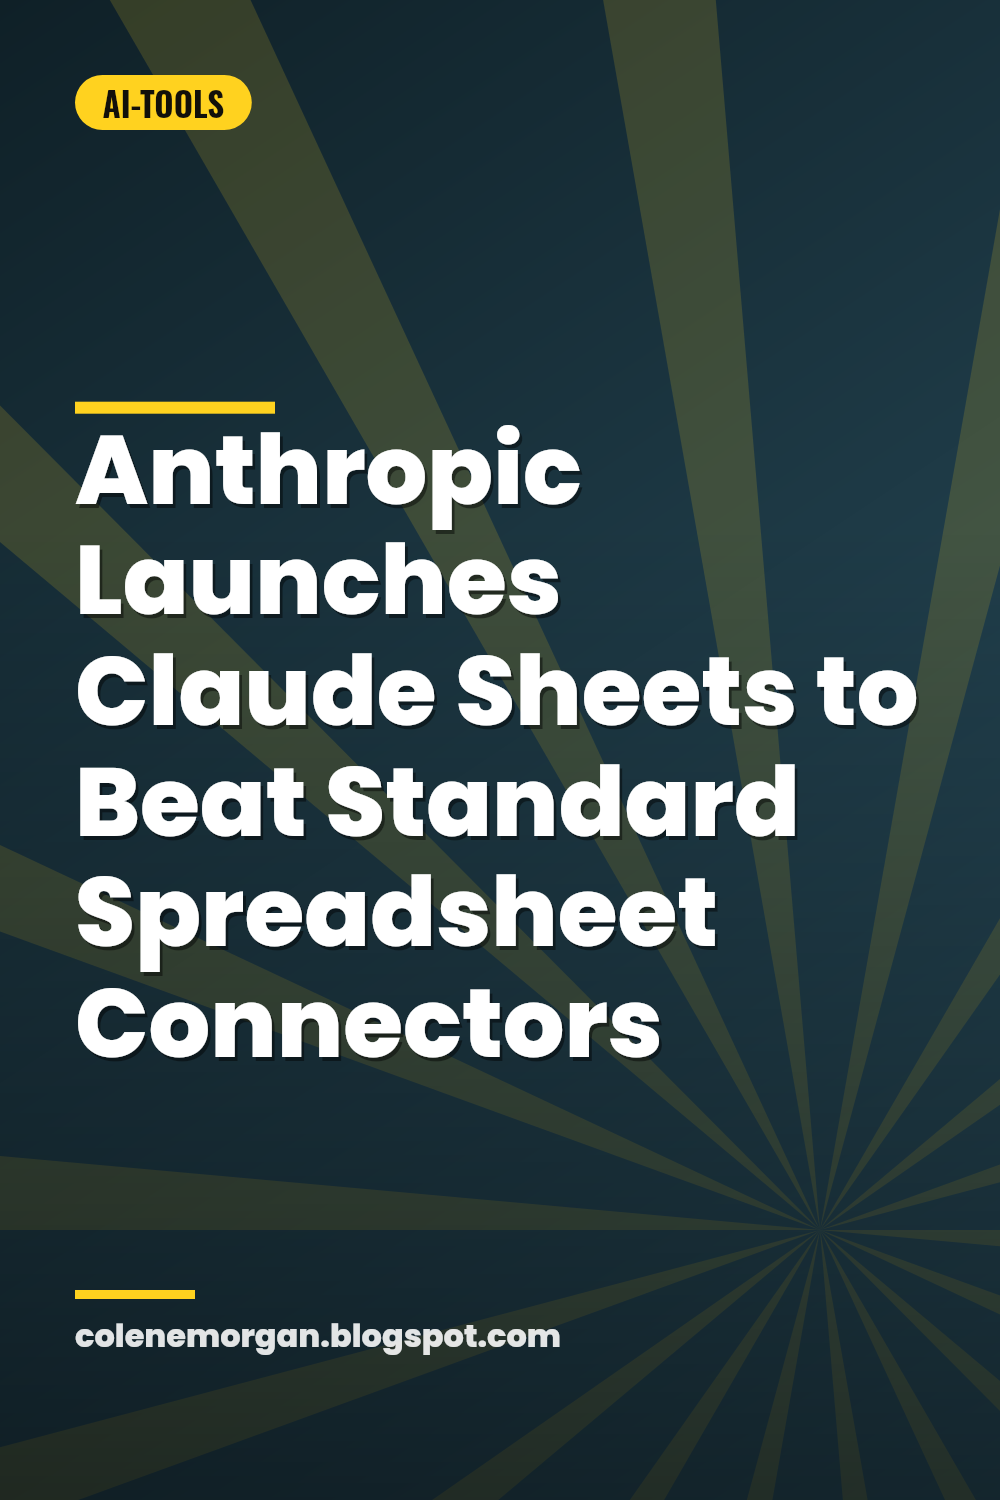 AI-TOOLS
Anthropic
Launches
Claude Sheets to
Beat Standard
Spreadsheet
Connectors
colenemorgan.blogspot.com